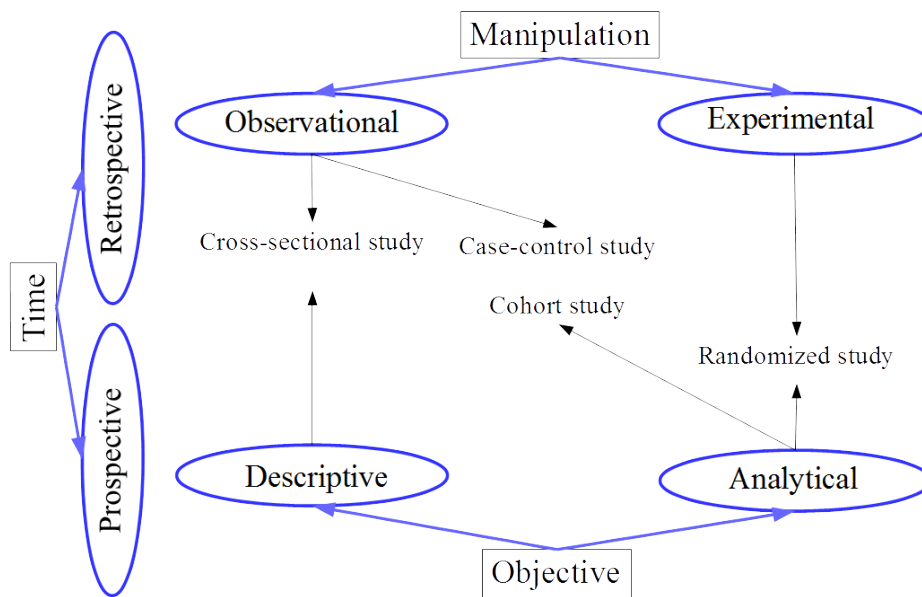 Manipulation
Observational
Experimental
Retrospective
Cross-sectional study
Case-control study
Time
Cohort study
Randomized study
Prospective
Descriptive
Analytical
Objective